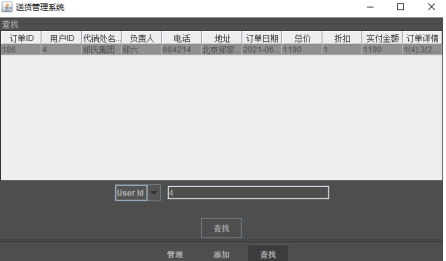 送货管理系统
查找
订单ID 用户ID 代销处名... 负责人 电话 地址 订单日期 总价 折扣 实付金额 订单详情
186 4 郑氏集团 郑六 884214 北京郑家... 2021-06... 1190 1 1190 1(4),3(2...
User Id 4
查找
管理 添加 查找